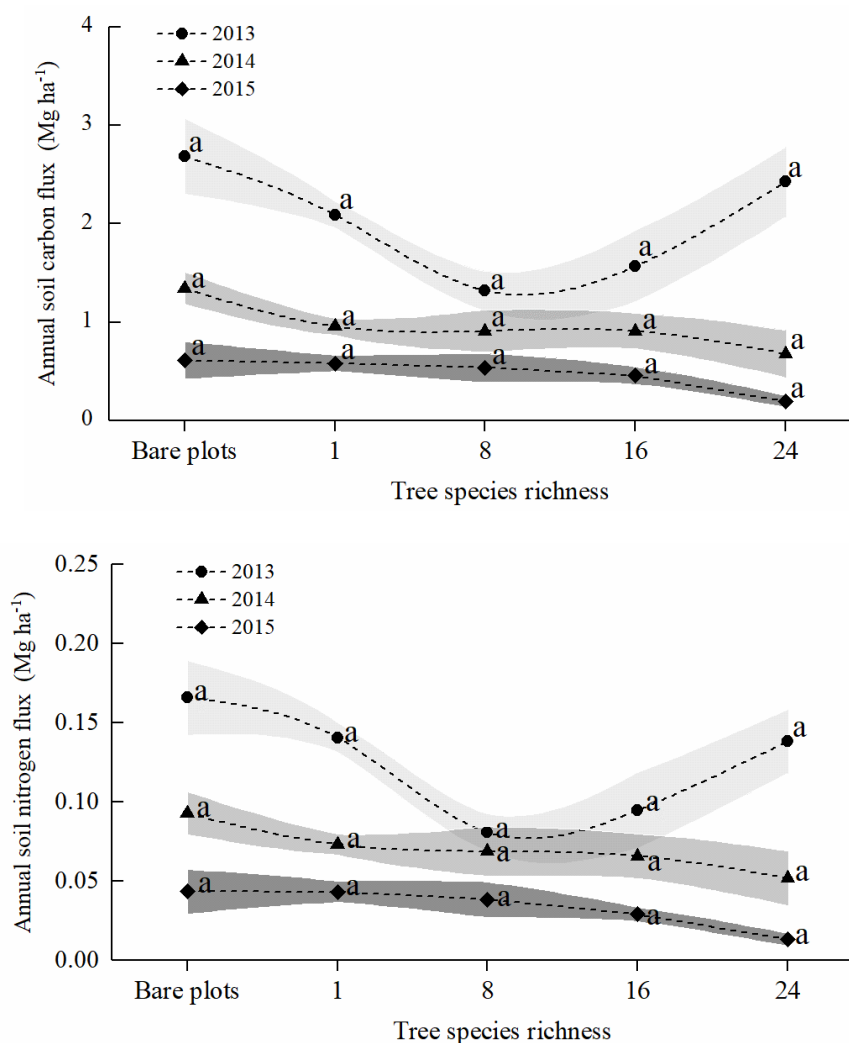 4
3
2
1
0
Annual soil carbon flux (Mg ha⁻¹)
2013
2014
2015
a a a a a
a a a a a
a a a a a
Bare plots 1 8 16 24
Tree species richness
0.25
0.20
0.15
0.10
0.05
0.00
Annual soil nitrogen flux (Mg ha⁻¹)
2013
2014
2015
a a a a a
a a a a a
a a a a a
Bare plots 1 8 16 24
Tree species richness